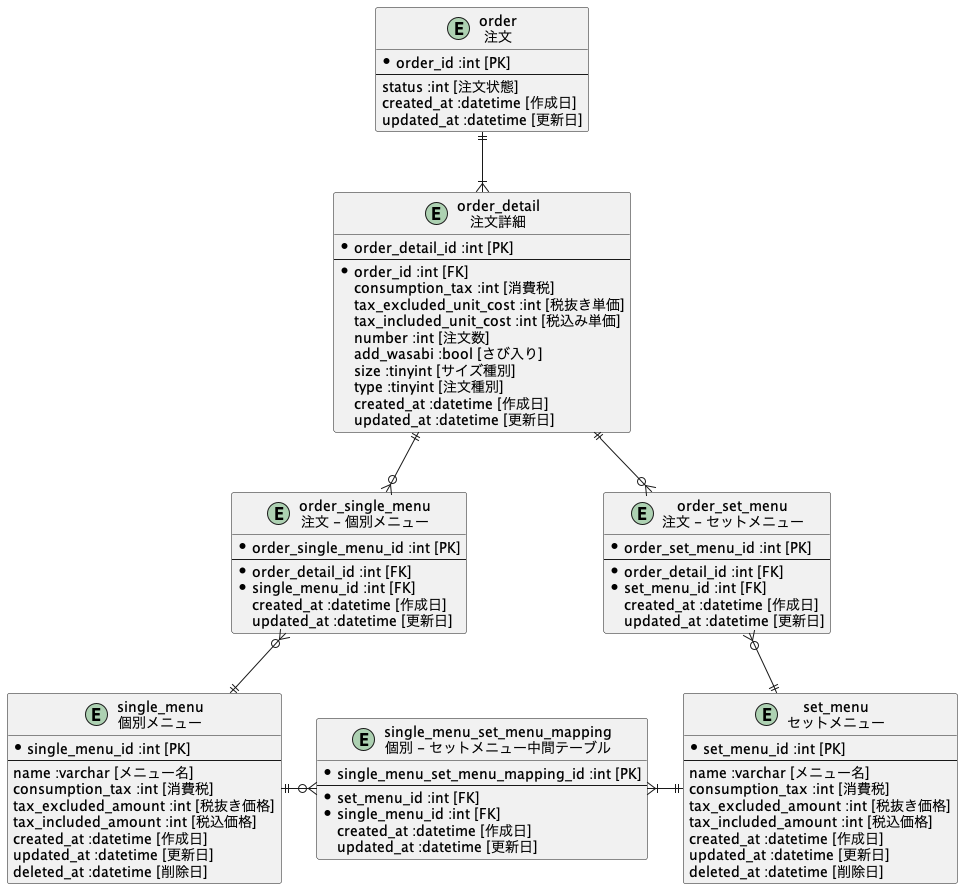 E
order
注文
order_id :int [PK]
status :int [注文状態]
created_at :datetime [作成日]
updated_at :datetime [更新日]
E
order_detail
注文詳細
order_detail_id :int [PK]
order_id :int [FK]
consumption_tax :int [消費税]
tax_excluded_unit_cost :int [税抜き単価]
tax_included_unit_cost :int [税込み単価]
number :int [注文数]
add_wasabi :bool [さび入り]
size :tinyint [サイズ種別]
type :tinyint [注文種別]
created_at :datetime [作成日]
updated_at :datetime [更新日]
E
order_single_menu
注文 – 個別メニュー
order_single_menu_id :int [PK]
order_detail_id :int [FK]
single_menu_id :int [FK]
created_at :datetime [作成日]
updated_at :datetime [更新日]
E
order_set_menu
注文 – セットメニュー
order_set_menu_id :int [PK]
order_detail_id :int [FK]
set_menu_id :int [FK]
created_at :datetime [作成日]
updated_at :datetime [更新日]
E
single_menu
個別メニュー
single_menu_id :int [PK]
name :varchar [メニュー名]
consumption_tax :int [消費税]
tax_excluded_amount :int [税抜き価格]
tax_included_amount :int [税込価格]
created_at :datetime [作成日]
updated_at :datetime [更新日]
deleted_at :datetime [削除日]
E
single_menu_set_menu_mapping
個別 – セットメニュー中間テーブル
single_menu_set_menu_mapping_id :int [PK]
set_menu_id :int [FK]
single_menu_id :int [FK]
created_at :datetime [作成日]
updated_at :datetime [更新日]
E
set_menu
セットメニュー
set_menu_id :int [PK]
name :varchar [メニュー名]
consumption_tax :int [消費税]
tax_excluded_amount :int [税抜き価格]
tax_included_amount :int [税込価格]
created_at :datetime [作成日]
updated_at :datetime [更新日]
deleted_at :datetime [削除日]